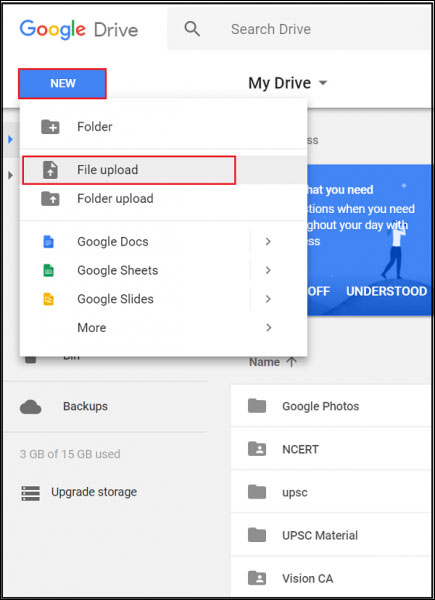 Google Drive
Search Drive
NEW
My Drive
Folder
ss
File upload
Folder upload
hat you need
tions when you need
ghout your day with
ess
Google Docs
Google Sheets
Google Slides
More
OFF UNDERSTOOD
Bin
Name
Backups
Google Photos
3 GB of 15 GB used
NCERT
Upgrade storage
upsc
UPSC Material
Vision CA